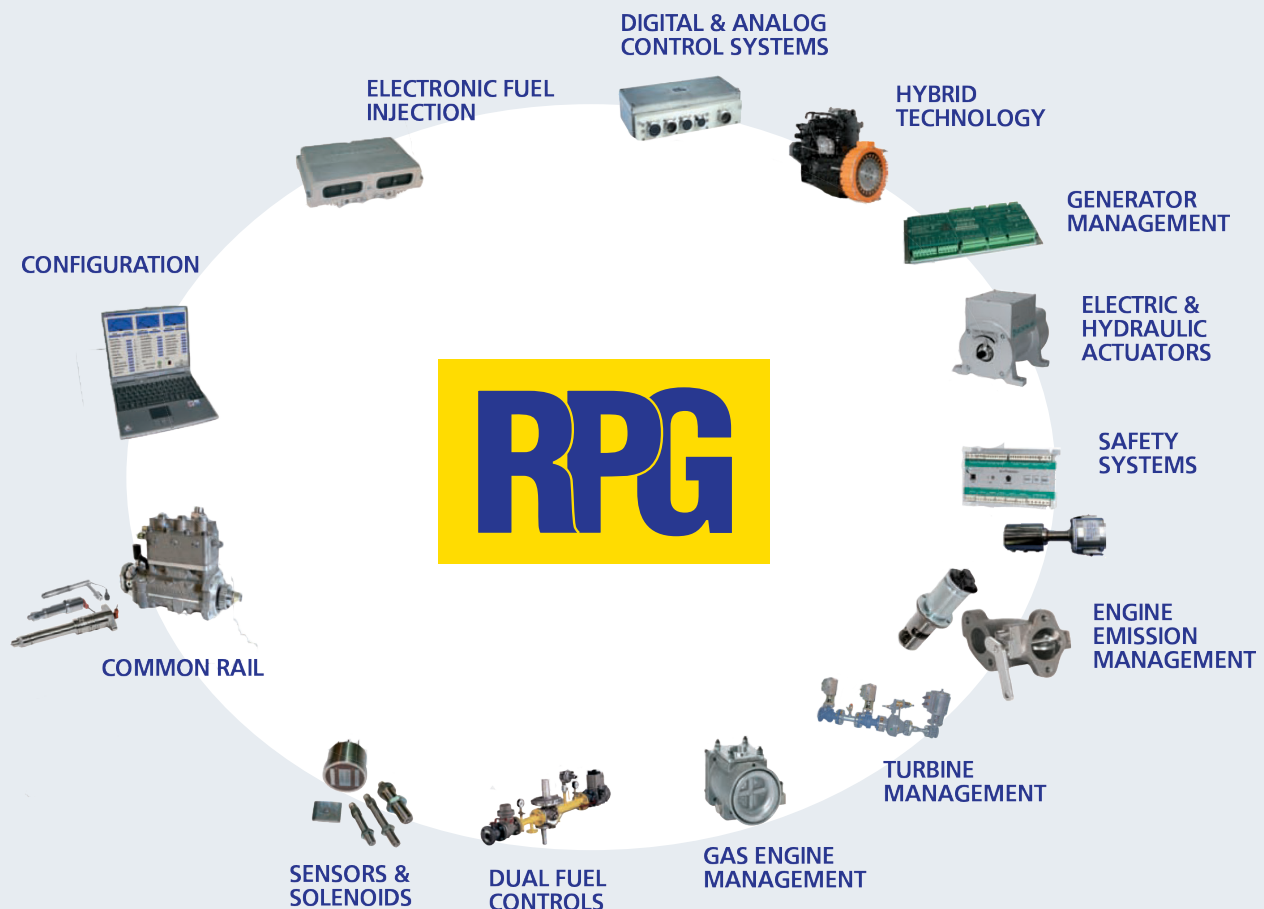 DIGITAL & ANALOG
CONTROL SYSTEMS
ELECTRONIC FUEL
INJECTION
HYBRID
TECHNOLOGY
GENERATOR
MANAGEMENT
CONFIGURATION
ELECTRIC &
HYDRAULIC
ACTUATORS
RPG
SAFETY
SYSTEMS
ENGINE
EMISSION
MANAGEMENT
COMMON RAIL
TURBINE
MANAGEMENT
GAS ENGINE
MANAGEMENT
SENSORS &
SOLENOIDS
DUAL FUEL
CONTROLS